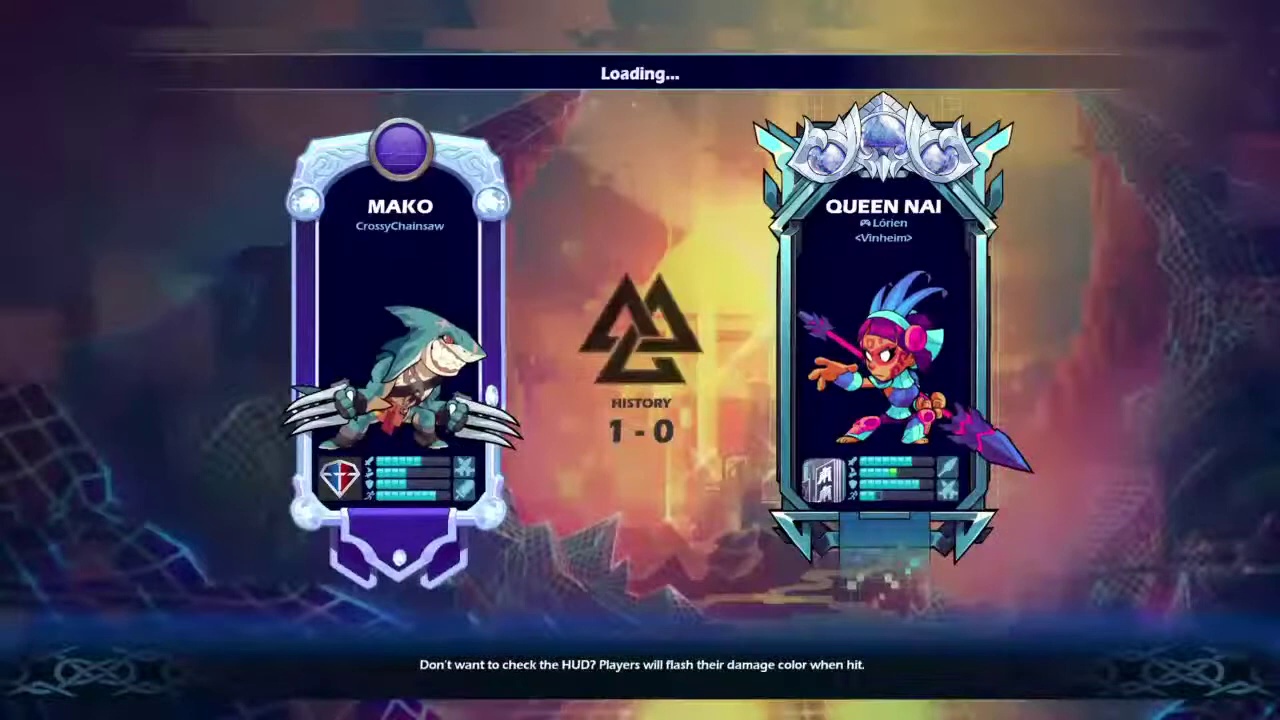 Loading...
MAKO
CrossyChainsaw
QUEEN NAI
Lórien
<Vinheim>
HISTORY
1 - 0
Don't want to check the HUD? Players will flash their damage color when hit.